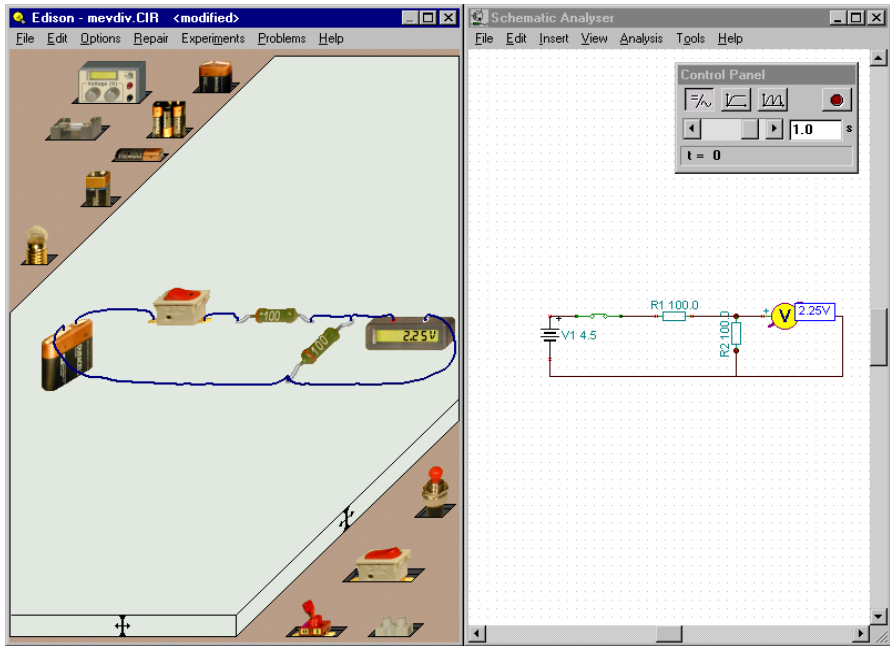 Edison - mevdiv.CIR <modified>
File Edit Options Repair Experiments Problems Help
Voltage (V)
100
100
2.25V
Schematic Analyser
File Edit Insert View Analysis Tools Help
Control Panel
1.0 s
t = 0
R1 100.0
+
+
V
2.25V
V1 4.5
R2 100.0